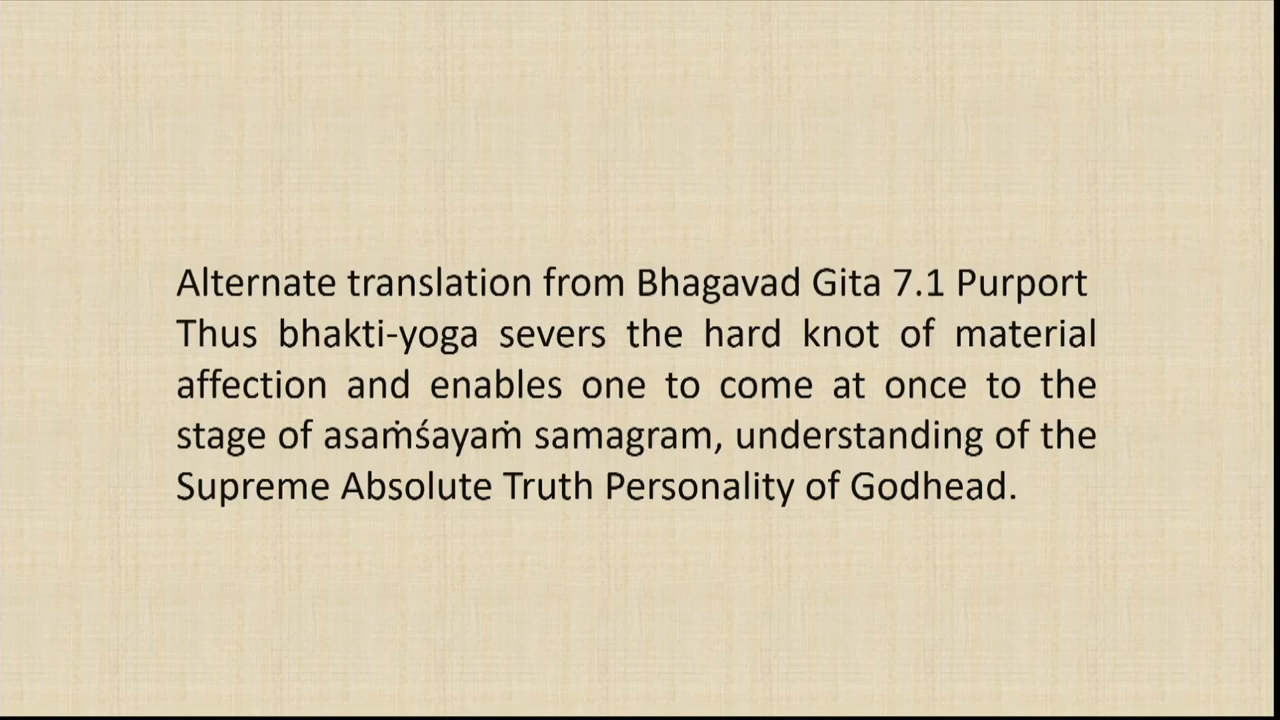 Alternate translation from Bhagavad Gita 7.1 Purport
Thus bhakti-yoga severs the hard knot of material
affection and enables one to come at once to the
stage of asaṁśayaṁ samagram, understanding of the
Supreme Absolute Truth Personality of Godhead.